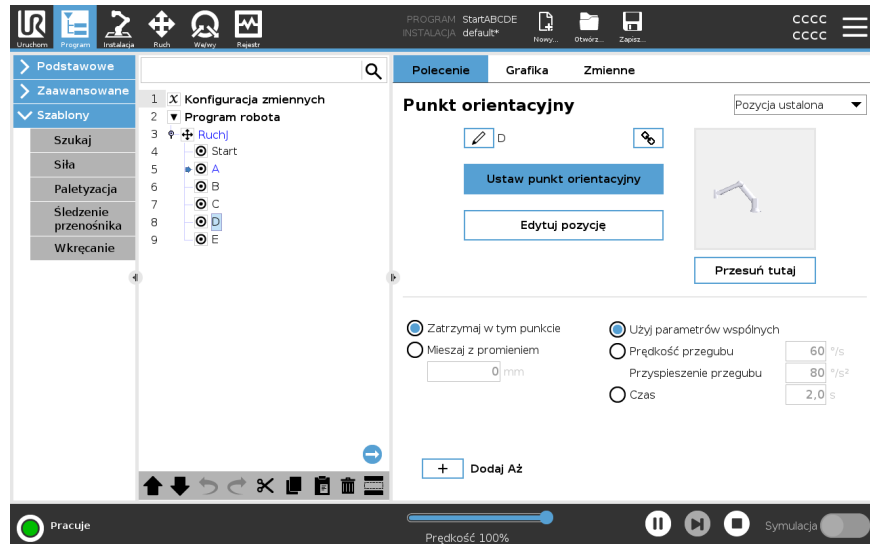 UR
PROGRAM StartABCDE
INSTALACJA default*
CCCC
CCCC
Uruchom Program Instalacja Ruch We/wy Rejestr Nowy... Otwórz... Zapisz...
Podstawowe
Zaawansowane
Szablony
Szukaj
Siła
Paletyzacja
Śledzenie
przenośnika
Wkręcanie
1 X Konfiguracja zmiennych
2 Program robota
3 RuchJ
4 Start
5 A
6 B
7 C
8 D
9 E
Polecenie Grafika Zmienne
Punkt orientacyjny
Pozycja ustalona
D
Ustaw punkt orientacyjny
Edytuj pozycję
Przesuń tutaj
Zatrzymaj w tym punkcie
Mieszaj z promieniem
0 mm
Użyj parametrów wspólnych
Prędkość przegubu 60 °/s
Przyspieszenie przegubu 80 °/s²
Czas 2,0 s
+ Dodaj Aż
Pracuje
Prędkość 100%
Symulacja